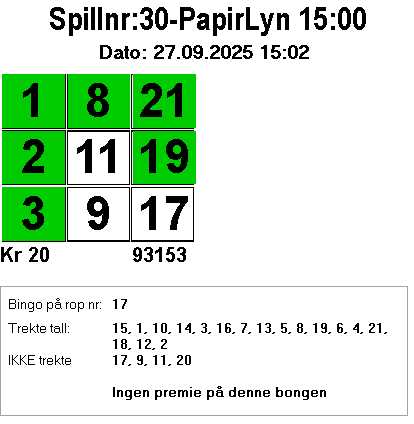 Spillnr:30-PapirLyn 15:00
Dato: 27.09.2025 15:02
1 8 21
2 11 19
3 9 17
Kr 20 93153
Bingo på rop nr: 17
Trekte tall: 15, 1, 10, 14, 3, 16, 7, 13, 5, 8, 19, 6, 4, 21,
18, 12, 2
IKKE trekte 17, 9, 11, 20
Ingen premie på denne bongen